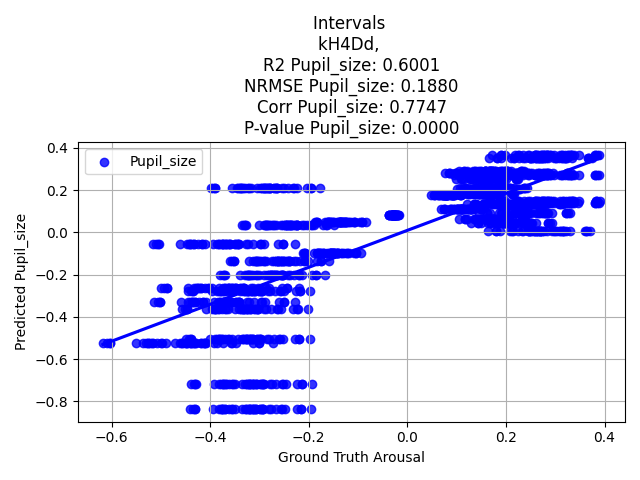 Intervals
kH4Dd,
R2 Pupil_size: 0.6001
NRMSE Pupil_size: 0.1880
Corr Pupil_size: 0.7747
P-value Pupil_size: 0.0000
Pupil_size
0.4
0.2
0.0
−0.2
−0.4
−0.6
−0.8
Predicted Pupil_size
−0.6
−0.4
−0.2
0.0
0.2
0.4
Ground Truth Arousal